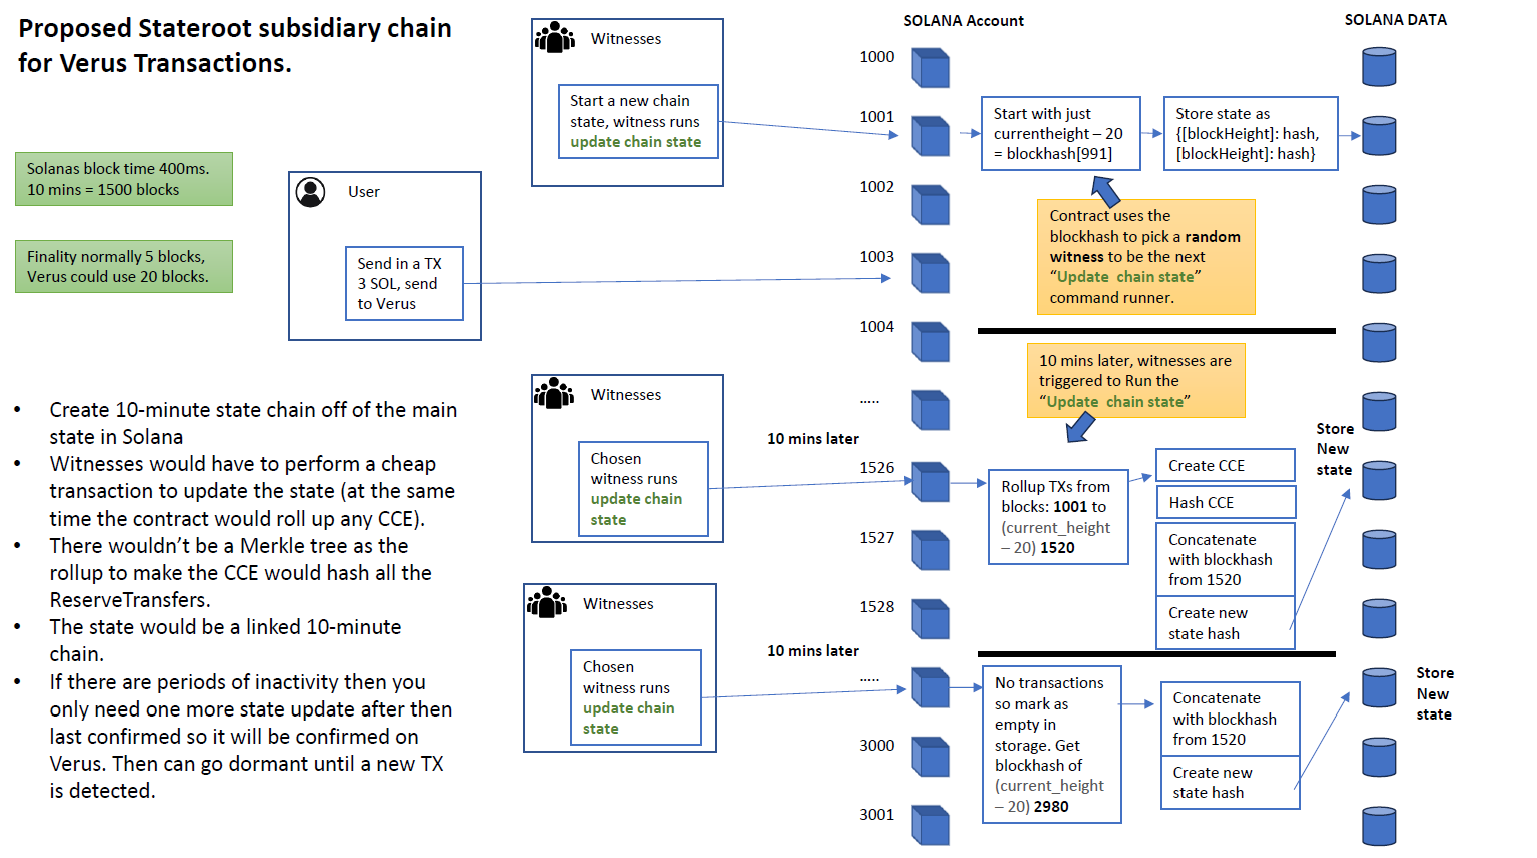 Proposed Stateroot subsidiary chain
for Verus Transactions.
Solanas block time 400ms.
10 mins = 1500 blocks
Finality normally 5 blocks,
Verus could use 20 blocks.
• Create 10-minute state chain off of the main
state in Solana
• Witnesses would have to perform a cheap
transaction to update the state (at the same
time the contract would roll up any CCE).
• There wouldn’t be a Merkle tree as the
rollup to make the CCE would hash all the
ReserveTransfers.
• The state would be a linked 10-minute
chain.
• If there are periods of inactivity then you
only need one more state update after then
last confirmed so it will be confirmed on
Verus. Then can go dormant until a new TX
is detected.
User
Send in a TX
3 SOL, send
to Verus
Witnesses
Start a new chain
state, witness runs
update chain state
Witnesses
Chosen
witness runs
update chain
state
Witnesses
Chosen
witness runs
update chain
state
10 mins later
10 mins later
SOLANA Account
1000
1001
1002
1003
1004
.....
1526
1527
1528
.....
3000
3001
Start with just
currentheight – 20
= blockhash[991]
Store state as
{[blockHeight]: hash,
[blockHeight]: hash}
Contract uses the
blockhash to pick a random
witness to be the next
“Update chain state”
command runner.
10 mins later, witnesses are
triggered to Run the
“Update chain state”
Rollup TXs from
blocks: 1001 to
(current_height
– 20) 1520
Create CCE
Hash CCE
Concatenate
with blockhash
from 1520
Create new
state hash
No transactions
so mark as
empty in
storage. Get
blockhash of
(current_height
– 20) 2980
Concatenate
with blockhash
from 1520
Create new
state hash
SOLANA DATA
Store
New
state
Store
New
state